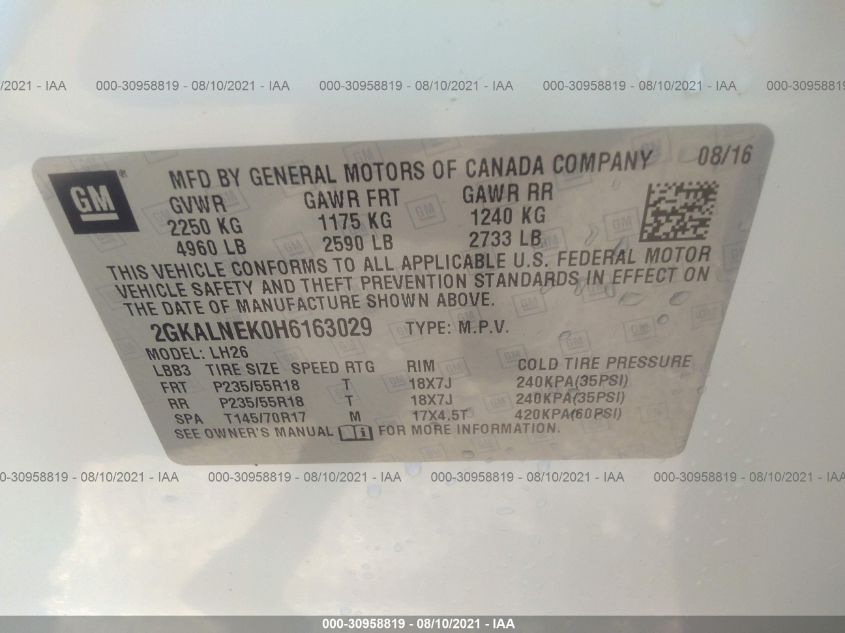 /2021 - IAA 000-30958819 - 08/10/2021 - IAA 000-30958819 - 08/10/2021 - IAA 000-30958819 - 08/10/2021
GM ®
MFD BY GENERAL MOTORS OF CANADA COMPANY 08/16
GVWR GAWR FRT GAWR RR
2250 KG 1175 KG 1240 KG
4960 LB 2590 LB 2733 LB
THIS VEHICLE CONFORMS TO ALL APPLICABLE U.S. FEDERAL MOTOR
VEHICLE SAFETY AND THEFT PREVENTION STANDARDS IN EFFECT ON
THE DATE OF MANUFACTURE SHOWN ABOVE.
2GKALNEK0H6163029 TYPE: M.P.V.
MODEL: LH26
LBB3 TIRE SIZE SPEED RTG RIM COLD TIRE PRESSURE
FRT P235/55R18 T 18X7J 240KPA(35PSI)
RR P235/55R18 T 18X7J 240KPA(35PSI)
SPA T145/70R17 M 17X4.5T 420KPA(60PSI)
SEE OWNER'S MANUAL i FOR MORE INFORMATION.
0-30958819 - 08/10/2021 - IAA 000-30958819 - 08/10/2021 - IAA 000-30958819 - 08/10/2021 - IAA 000-30958819 - 08/10/2021 - IAA
000-30958819 - 08/10/2021 - IAA